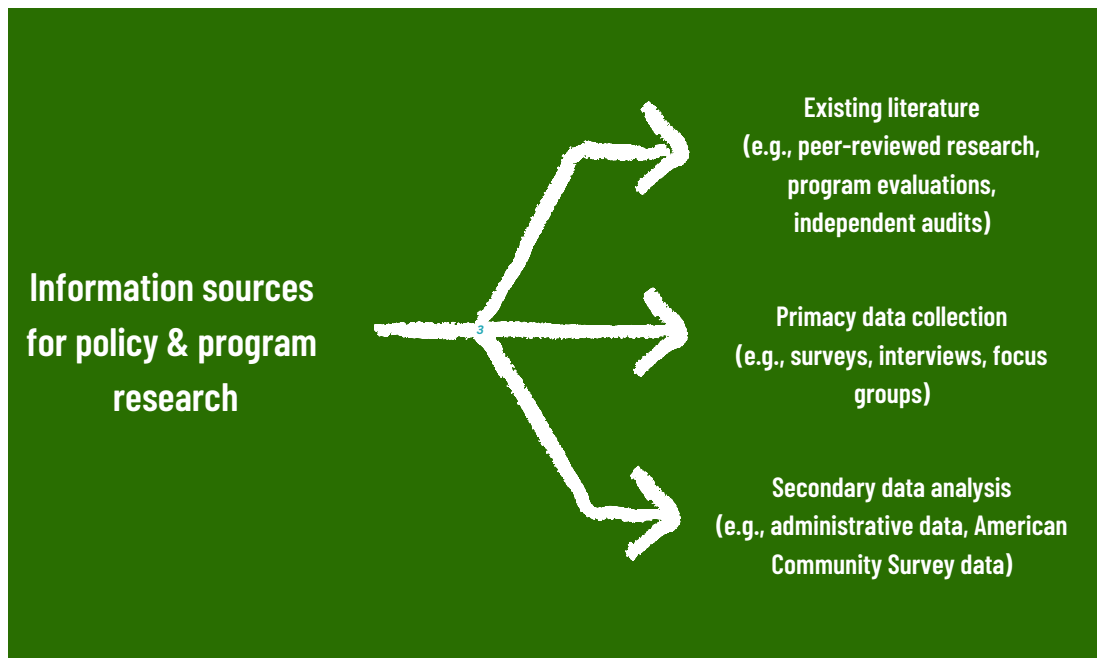 Information sources
for policy & program
research
3
Existing literature
(e.g., peer-reviewed research,
program evaluations,
independent audits)
Primacy data collection
(e.g., surveys, interviews, focus
groups)
Secondary data analysis
(e.g., administrative data, American
Community Survey data)